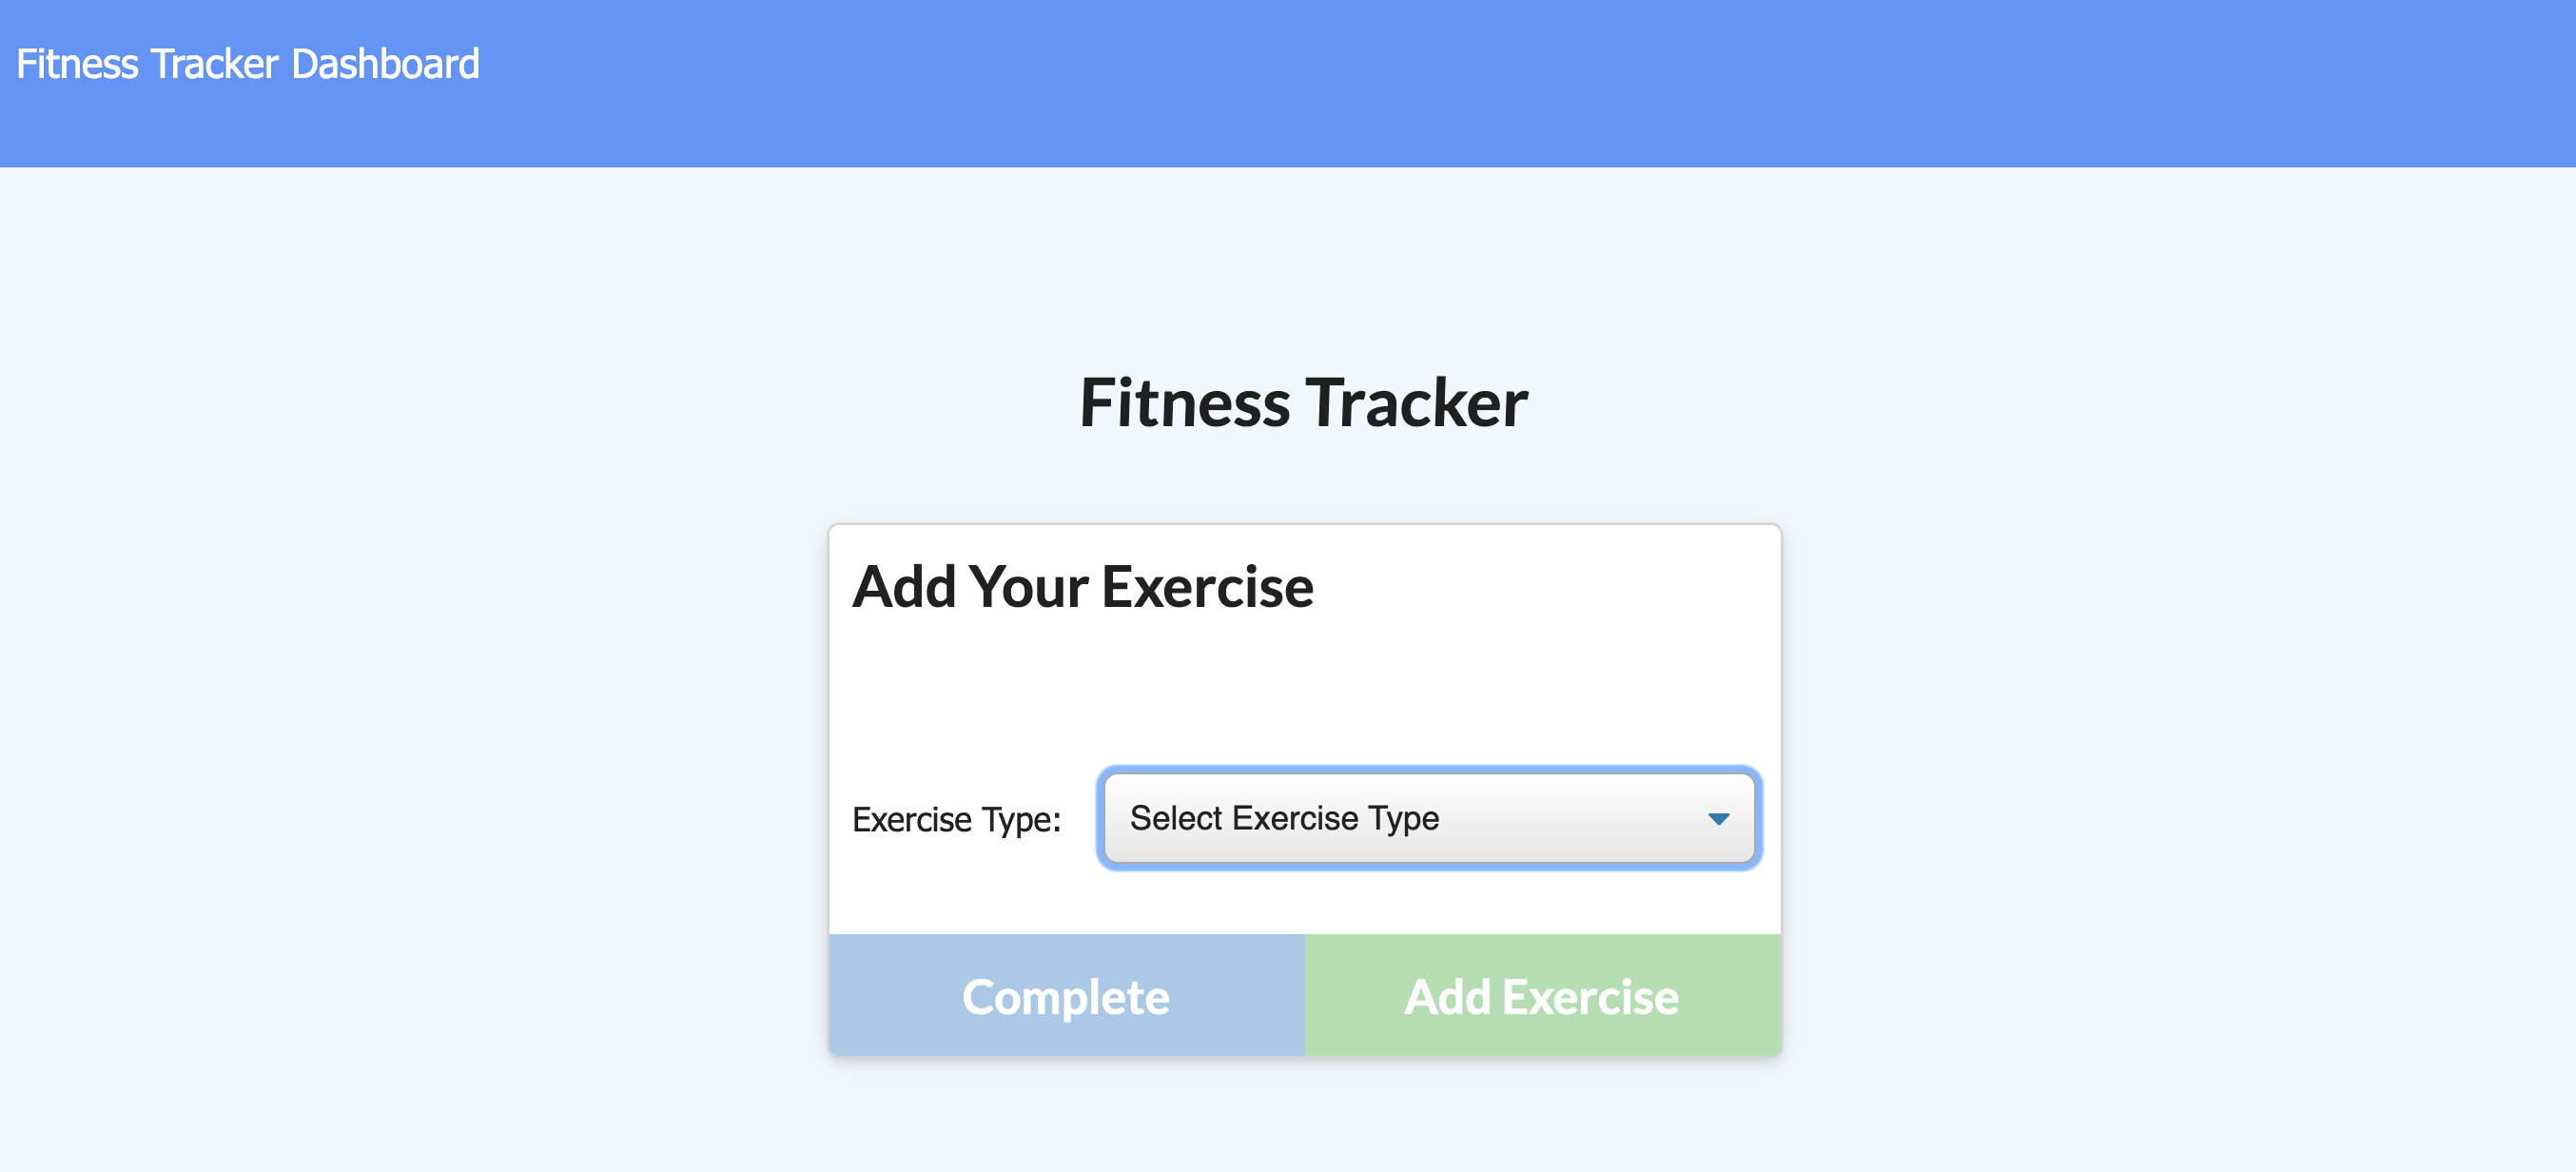 Fitness Tracker Dashboard
Fitness Tracker
Add Your Exercise
Exercise Type: Select Exercise Type
Complete Add Exercise